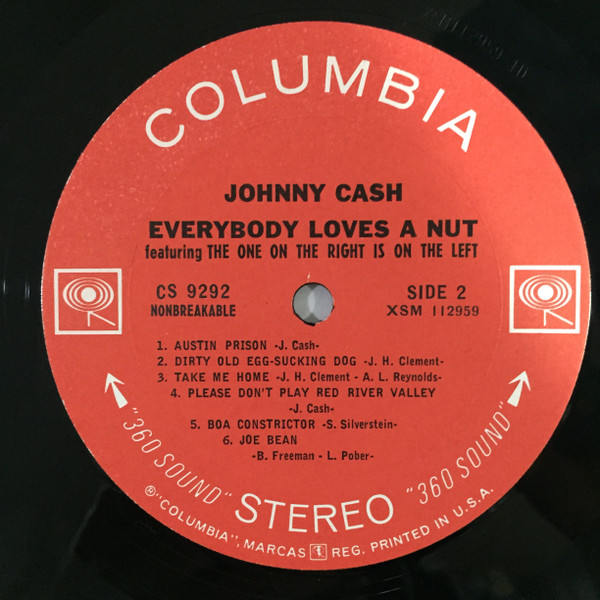 COLUMBIA
JOHNNY CASH
EVERYBODY LOVES A NUT
featuring THE ONE ON THE RIGHT IS ON THE LEFT
CS 9292
NONBREAKABLE
SIDE 2
XSM 112959
1. AUSTIN PRISON -J. Cash-
2. DIRTY OLD EGG-SUCKING DOG -J. H. Clement-
3. TAKE ME HOME -J. H. Clement - A. L. Reynolds-
4. PLEASE DON'T PLAY RED RIVER VALLEY
-J. Cash-
5. BOA CONSTRICTOR -S. Silverstein-
6. JOE BEAN
-B. Freeman - L. Pober-
"360 SOUND" STEREO "360 SOUND"
®"COLUMBIA", MARCAS REG. PRINTED IN U.S.A.